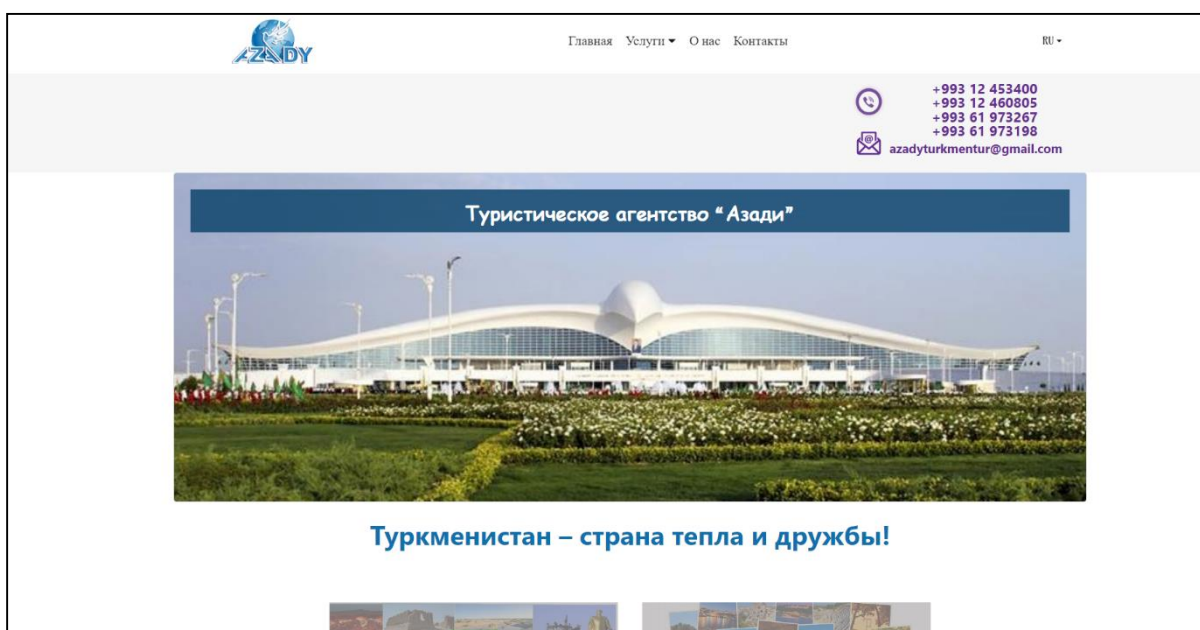 AZADY
Главная Услуги О нас Контакты
RU
+993 12 453400
+993 12 460805
+993 61 973267
+993 61 973198
azadyturkmentur@gmail.com
Туристическое агентство “Азади”
Туркменистан – страна тепла и дружбы!